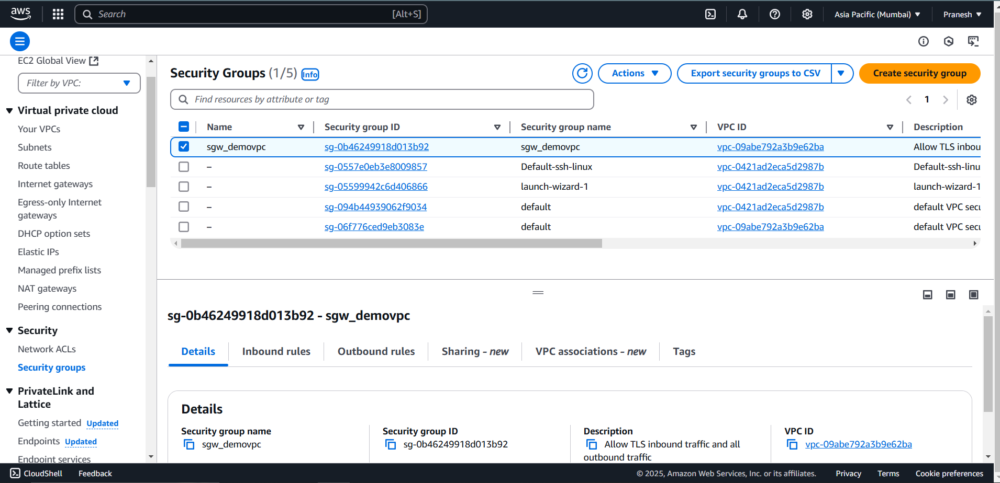 aws
Search
[Alt+S]
Asia Pacific (Mumbai)
Pranesh
EC2 Global View
Filter by VPC:
Virtual private cloud
Your VPCs
Subnets
Route tables
Internet gateways
Egress-only Internet
gateways
DHCP option sets
Elastic IPs
Managed prefix lists
NAT gateways
Peering connections
Security
Network ACLs
Security groups
PrivateLink and
Lattice
Getting started Updated
Endpoints Updated
Endpoint services
Security Groups (1/5) Info
Actions
Export security groups to CSV
Create security group
Find resources by attribute or tag
1
Name Security group ID Security group name VPC ID Description
sgw_demovpc sg-0b46249918d013b92 sgw_demovpc vpc-09abe792a3b9e62ba Allow TLS inbou
– sg-0557e0eb3e8009857 Default-ssh-linux vpc-0421ad2eca5d2987b Default-ssh-linu
– sg-05599942c6d406866 launch-wizard-1 vpc-0421ad2eca5d2987b launch-wizard-1
– sg-094b44939062f9034 default vpc-0421ad2eca5d2987b default VPC secu
– sg-06f776ced9eb3083e default vpc-09abe792a3b9e62ba default VPC secu
sg-0b46249918d013b92 - sgw_demovpc
Details
Inbound rules
Outbound rules
Sharing - new
VPC associations - new
Tags
Details
Security group name
sgw_demovpc
Security group ID
sg-0b46249918d013b92
Description
Allow TLS inbound traffic and all
outbound traffic
VPC ID
vpc-09abe792a3b9e62ba
CloudShell
Feedback
© 2025, Amazon Web Services, Inc. or its affiliates.
Privacy
Terms
Cookie preferences